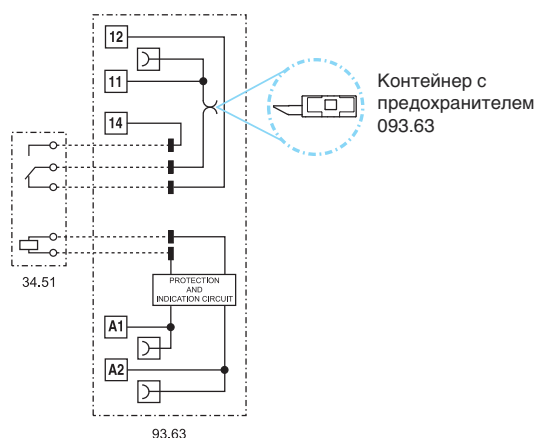 12
11
14
Контейнер с
предохранителем
093.63
34.51
PROTECTION
AND
INDICATION CIRCUIT
A1
A2
93.63